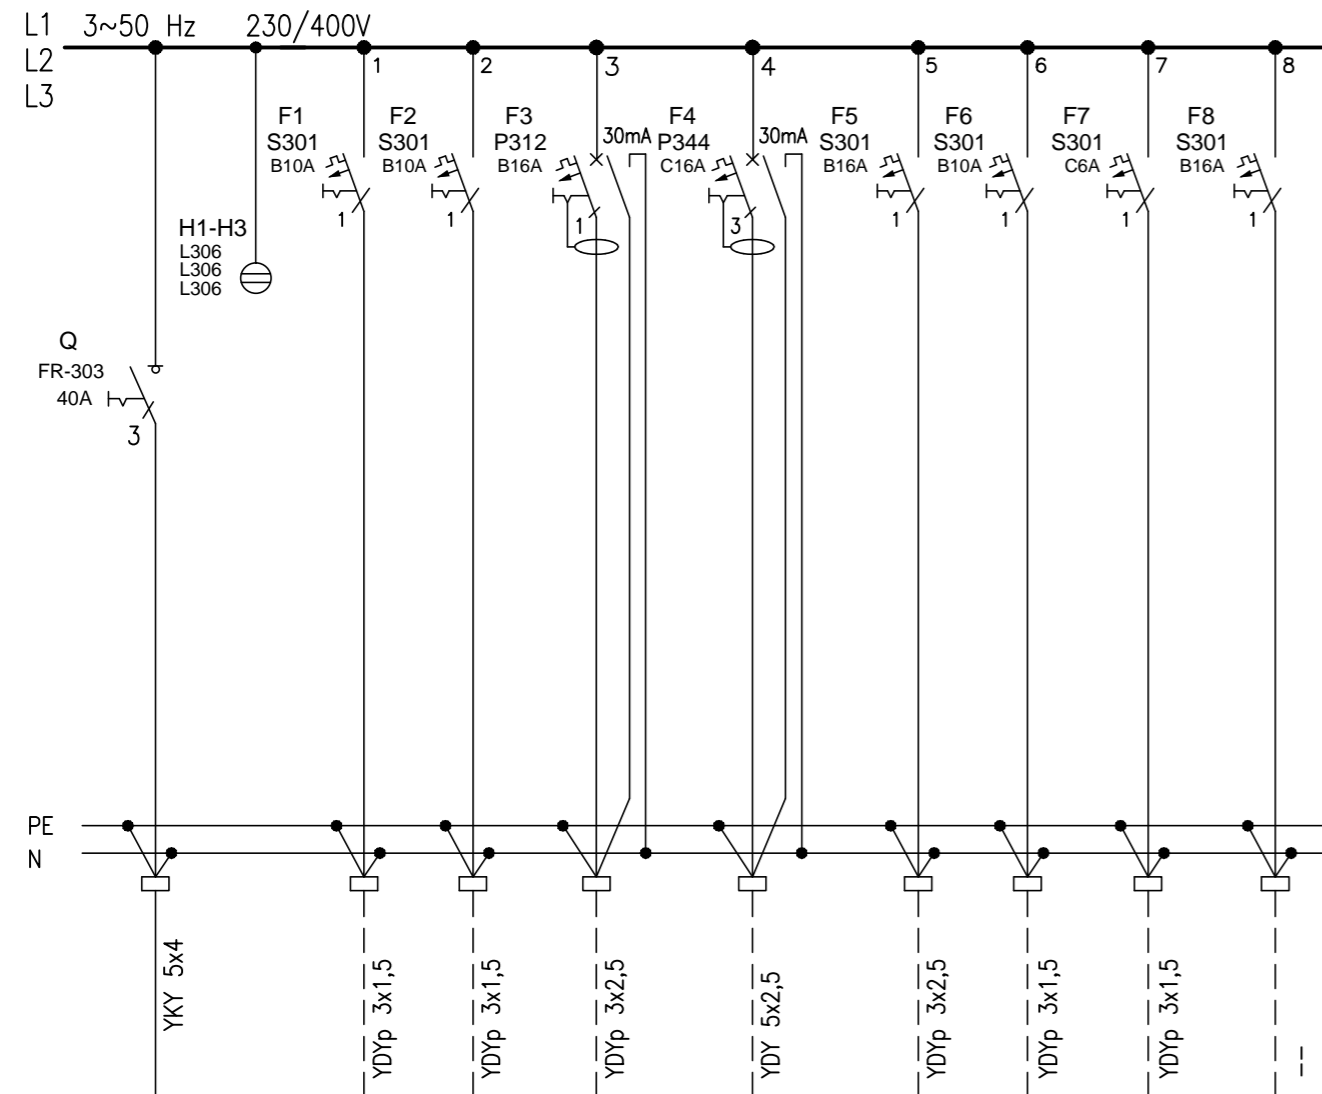 L1 3~50 Hz 230/400V
L2
L3
1
2
3
4
5
6
7
8
F1
S301
B10A
1
F2
S301
B10A
1
F3
P312
B16A
30mA
1
F4
P344
C16A
30mA
3
F5
S301
B16A
1
F6
S301
B10A
1
F7
S301
C6A
1
F8
S301
B16A
1
H1-H3
L306
L306
L306
Q
FR-303
40A
3
PE
N
YKY 5x4
YDYp 3x1,5
YDYp 3x1,5
YDYp 3x2,5
YDY 5x2,5
YDYp 3x2,5
YDYp 3x1,5
YDYp 3x1,5
--